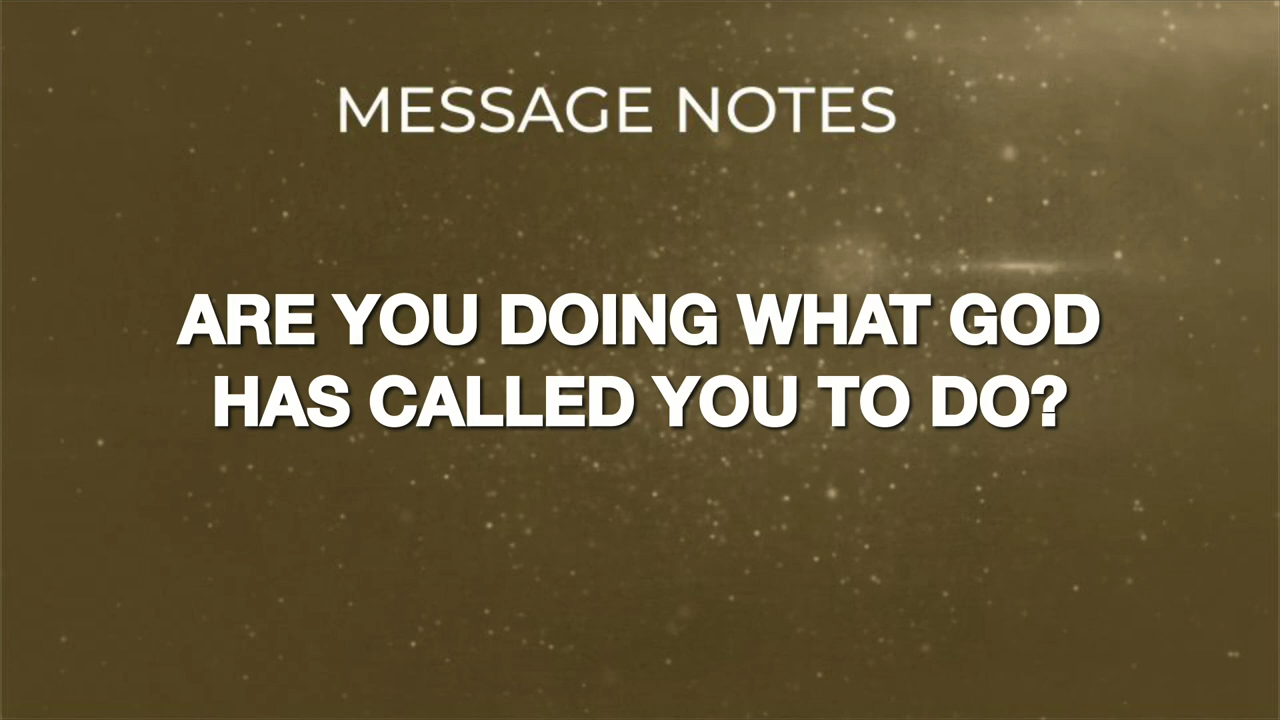 MESSAGE NOTES
ARE YOU DOING WHAT GOD
HAS CALLED YOU TO DO?